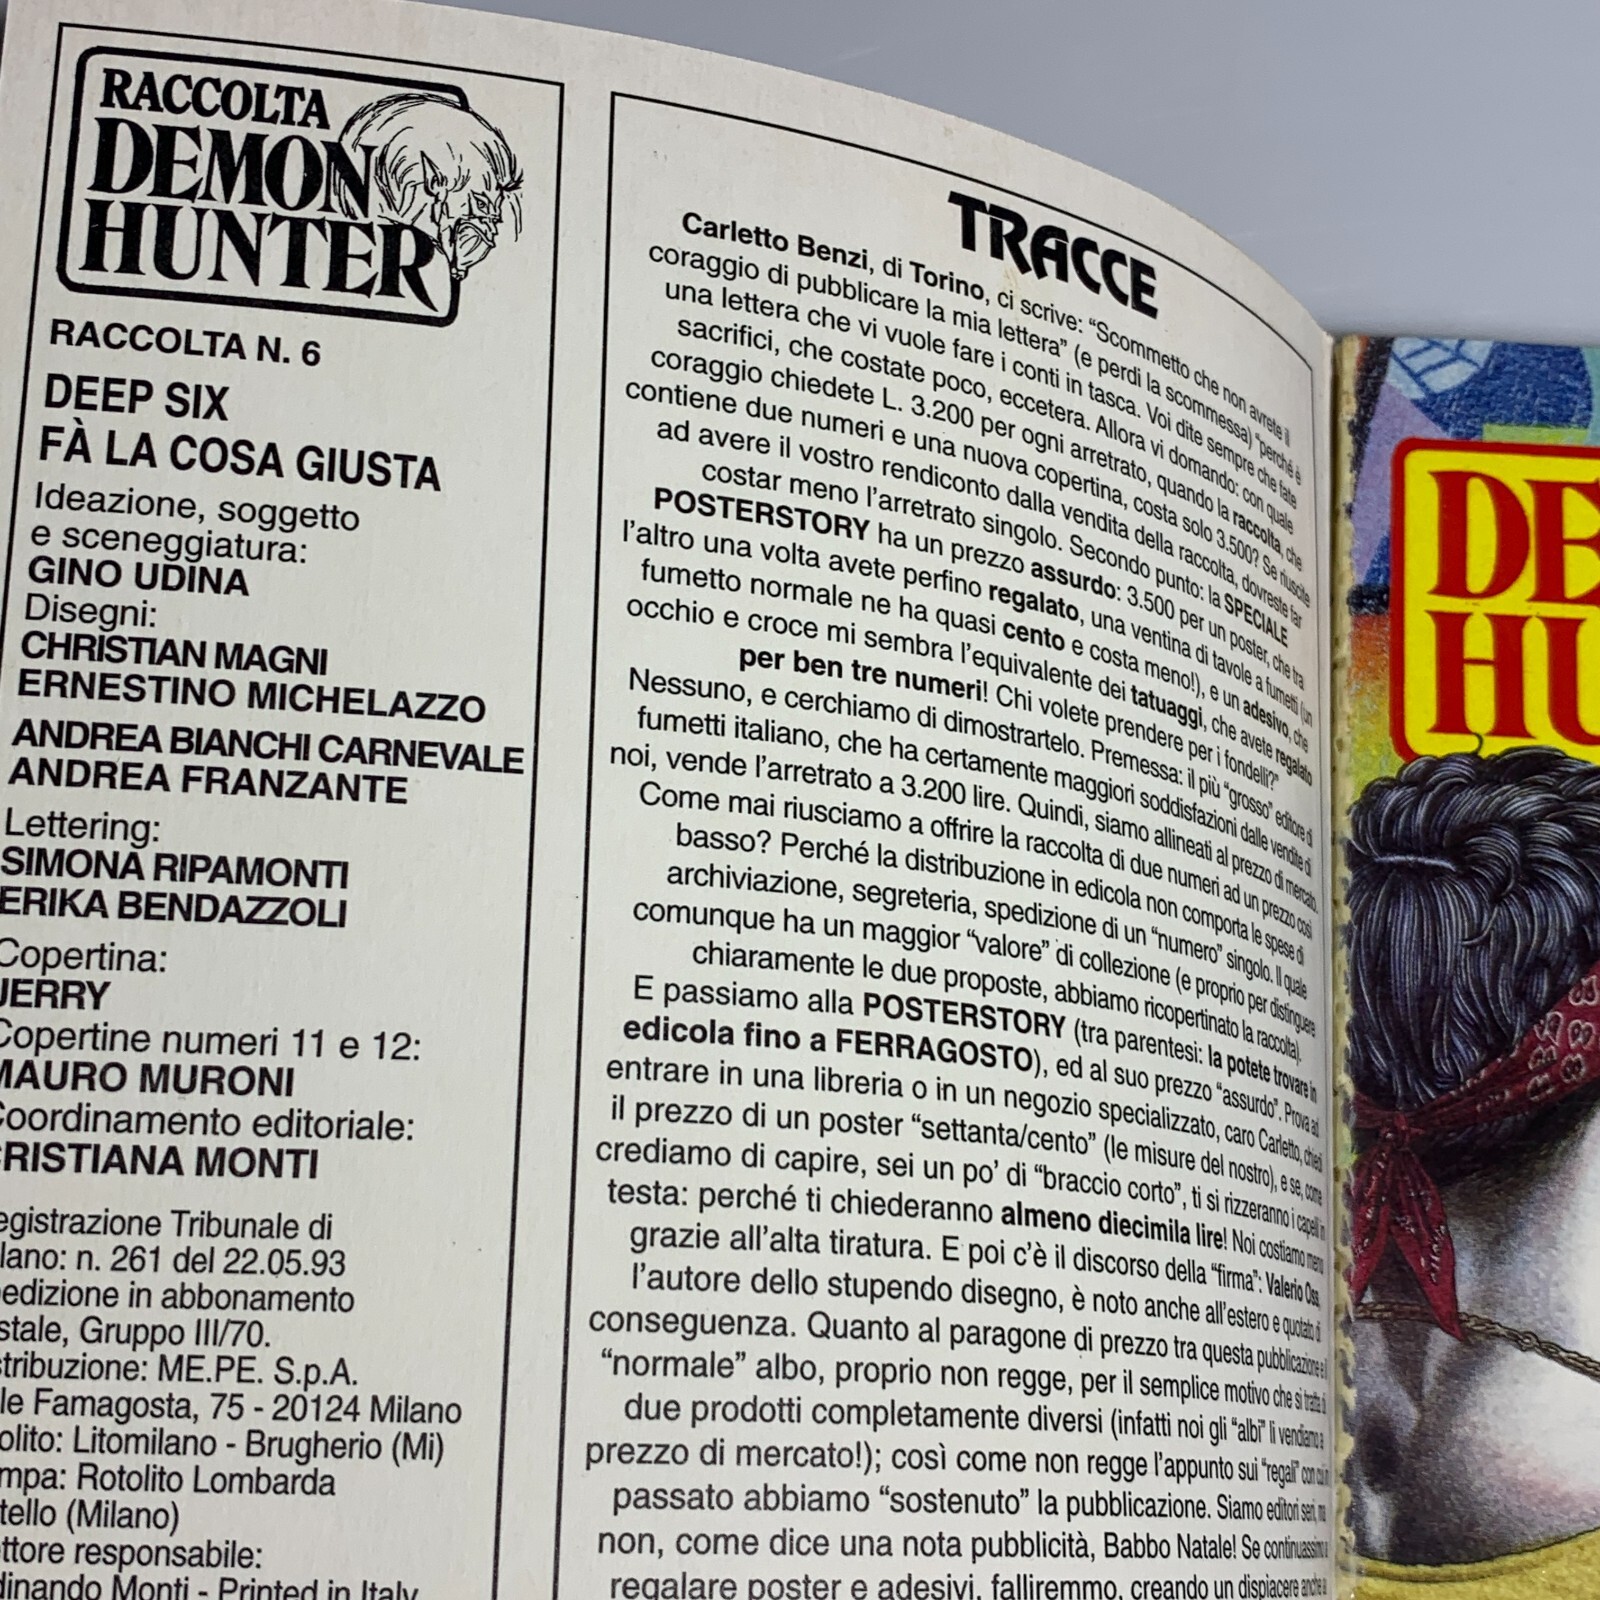 RACCOLTA
DEMON
HUNTER
RACCOLTA N. 6
DEEP SIX
FÀ LA COSA GIUSTA
Ideazione, soggetto
e sceneggiatura:
GINO UDINA
Disegni:
CHRISTIAN MAGNI
ERNESTINO MICHELAZZO
ANDREA BIANCHI CARNEVALE
ANDREA FRANZANTE
Lettering:
SIMONA RIPAMONTI
ERIKA BENDAZZOLI
Copertina:
JERRY
Copertine numeri 11 e 12:
MAURO MURONI
Coordinamento editoriale:
CRISTIANA MONTI
egistrazione Tribunale di
lano: n. 261 del 22.05.93
edizione in abbonamento
stale, Gruppo III/70.
stribuzione: ME.PE. S.p.A.
le Famagosta, 75 - 20124 Milano
olito: Litomilano - Brugherio (Mi)
mpa: Rotolito Lombarda
tello (Milano)
ttore responsabile:
dinando Monti - Printed in Italy
TRACCE
Carletto Benzi, di Torino, ci scrive: “Scommetto che non avrete il
coraggio di pubblicare la mia lettera” (e perdi la scommessa) “perché è
una lettera che vi vuole fare i conti in tasca. Voi dite sempre che fate
sacrifici, che costate poco, eccetera. Allora vi domando: con quale
coraggio chiedete L. 3.200 per ogni arretrato, quando la raccolta, che
contiene due numeri e una nuova copertina, costa solo 3.500? Se riuscite
ad avere il vostro rendiconto dalla vendita della raccolta, dovreste far
costar meno l’arretrato singolo. Secondo punto: la SPECIALE
POSTERSTORY ha un prezzo assurdo: 3.500 per un poster, che tra
l’altro una volta avete perfino regalato, una ventina di tavole a fumetti (un
fumetto normale ne ha quasi cento e costa meno!), e un adesivo, che
occhio e croce mi sembra l’equivalente dei tatuaggi, che avete regalato
per ben tre numeri! Chi volete prendere per i fondelli?”
Nessuno, e cerchiamo di dimostrartelo. Premessa: il più “grosso” editore di
fumetti italiano, che ha certamente maggiori soddisfazioni dalle vendite di
noi, vende l’arretrato a 3.200 lire. Quindi, siamo allineati al prezzo di mercato.
Come mai riusciamo a offrire la raccolta di due numeri ad un prezzo così
basso? Perché la distribuzione in edicola non comporta le spese di
archiviazione, segreteria, spedizione di un “numero” singolo. Il quale
comunque ha un maggior “valore” di collezione (e proprio per distinguere
chiaramente le due proposte, abbiamo ricopertinato la raccolta).
E passiamo alla POSTERSTORY (tra parentesi: la potete trovare in
edicola fino a FERRAGOSTO), ed al suo prezzo “assurdo”. Prova ad
entrare in una libreria o in un negozio specializzato, caro Carletto, chiedi
il prezzo di un poster “settanta/cento” (le misure del nostro), e se, come
crediamo di capire, sei un po’ di “braccio corto”, ti si rizzeranno i capelli in
testa: perché ti chiederanno almeno diecimila lire! Noi costiamo meno
grazie all’alta tiratura. E poi c’è il discorso della “firma”: Valerio Oss,
l’autore dello stupendo disegno, è noto anche all’estero e quotato di
conseguenza. Quanto al paragone di prezzo tra questa pubblicazione e il
“normale” albo, proprio non regge, per il semplice motivo che si tratta di
due prodotti completamente diversi (infatti noi gli “albi” li vendiamo a
prezzo di mercato!); così come non regge l’appunto sui “regali” con cui in
passato abbiamo “sostenuto” la pubblicazione. Siamo editori seri, ma
non, come dice una nota pubblicità, Babbo Natale! Se continuassimo a
regalare poster e adesivi, falliremmo, creando un dispiacere anche a
DE
HU